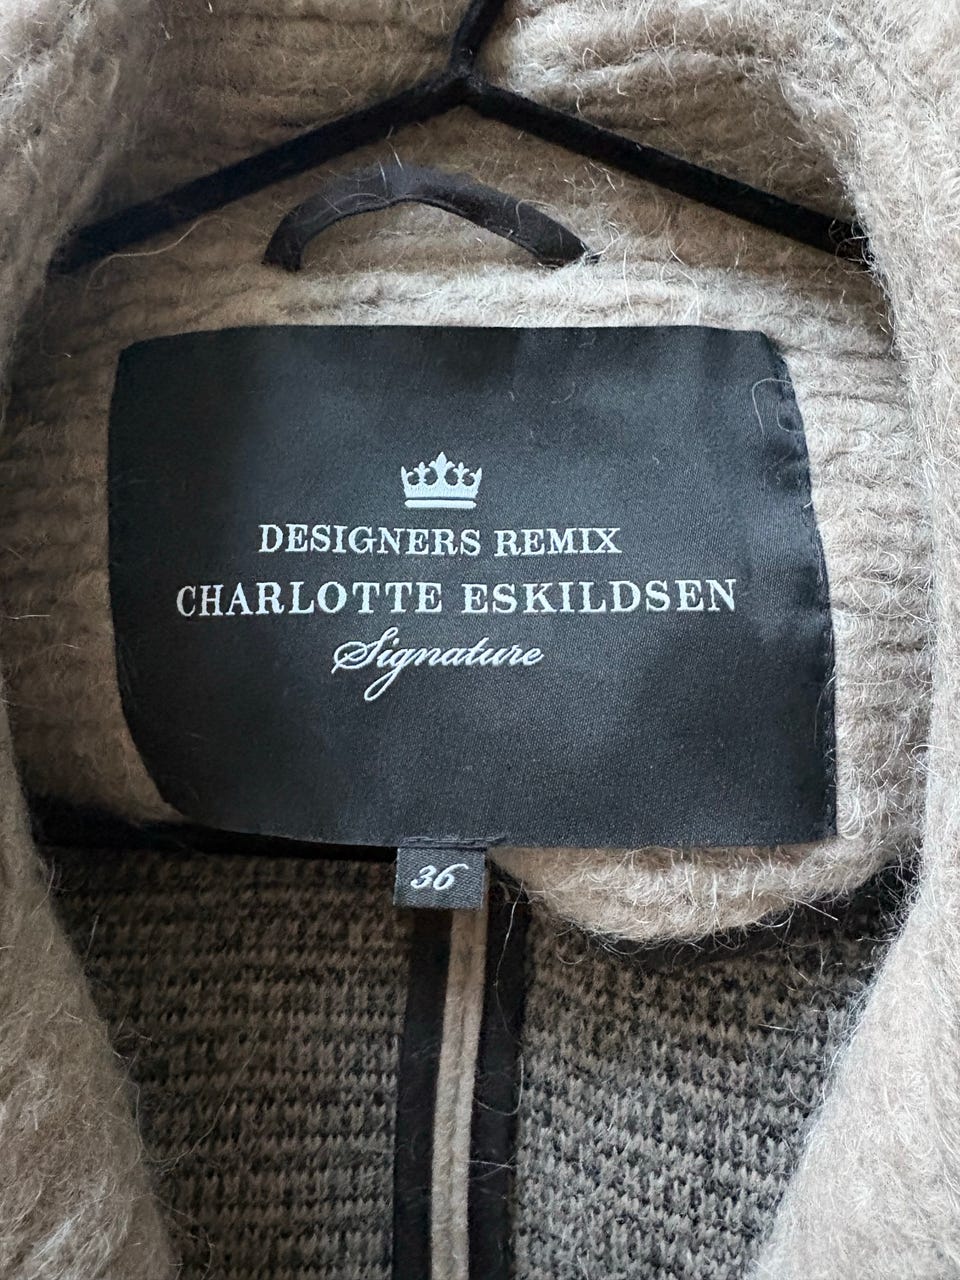 DESIGNERS REMIX
CHARLOTTE ESKILDSEN
Signature
36